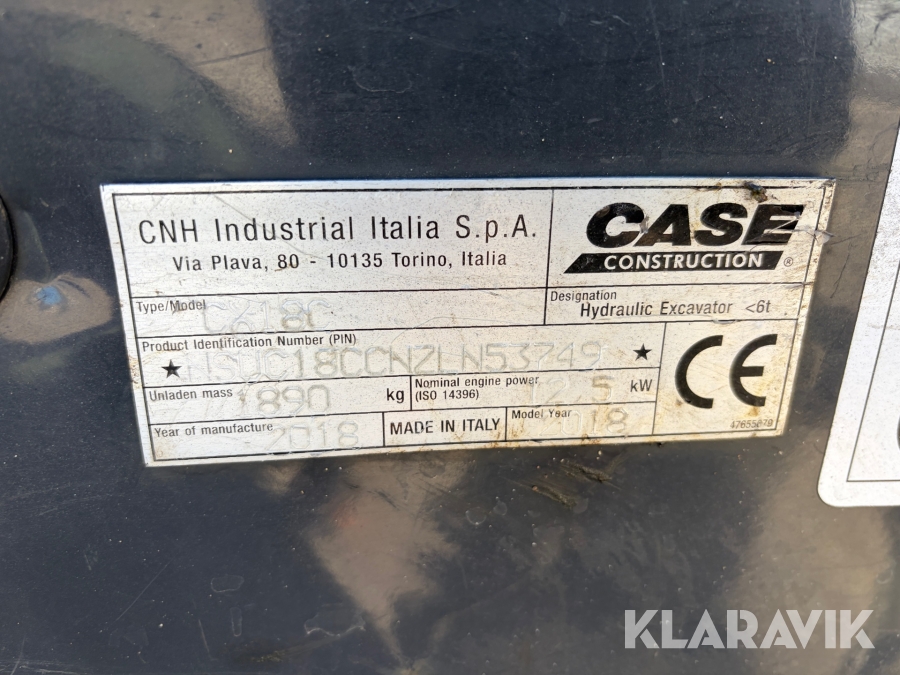 CNH Industrial Italia S.p.A.
Via Plava, 80 - 10135 Torino, Italia
CASE
CONSTRUCTION ®
Type/Model
Designation
Hydraulic Excavator <6t
Product Identification Number (PIN)
Unladen mass 1890 kg
Nominal engine power
(ISO 14396) 12,5 kW
CE
Year of manufacture 2018
MADE IN ITALY
Model Year 2018
47655679
KLARAVIK